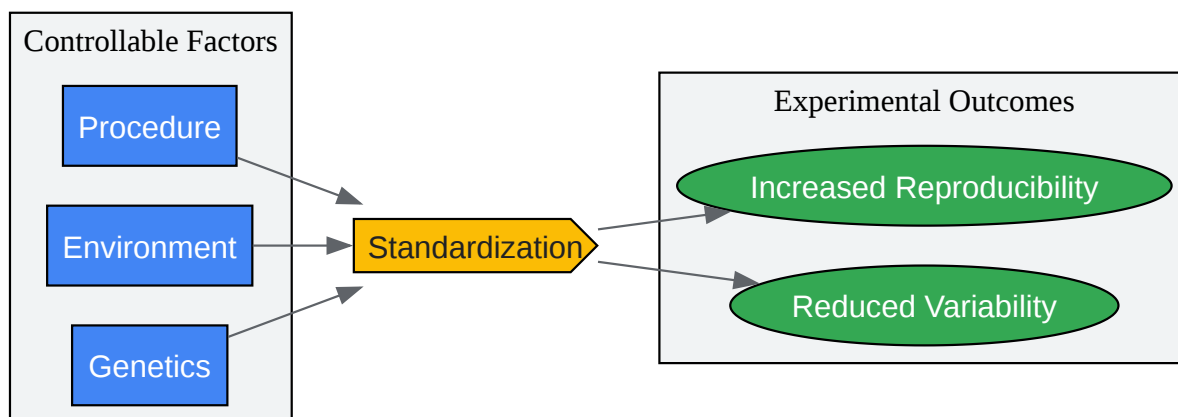 Controllable Factors
Procedure
Environment
Genetics
Standardization
Experimental Outcomes
Increased Reproducibility
Reduced Variability